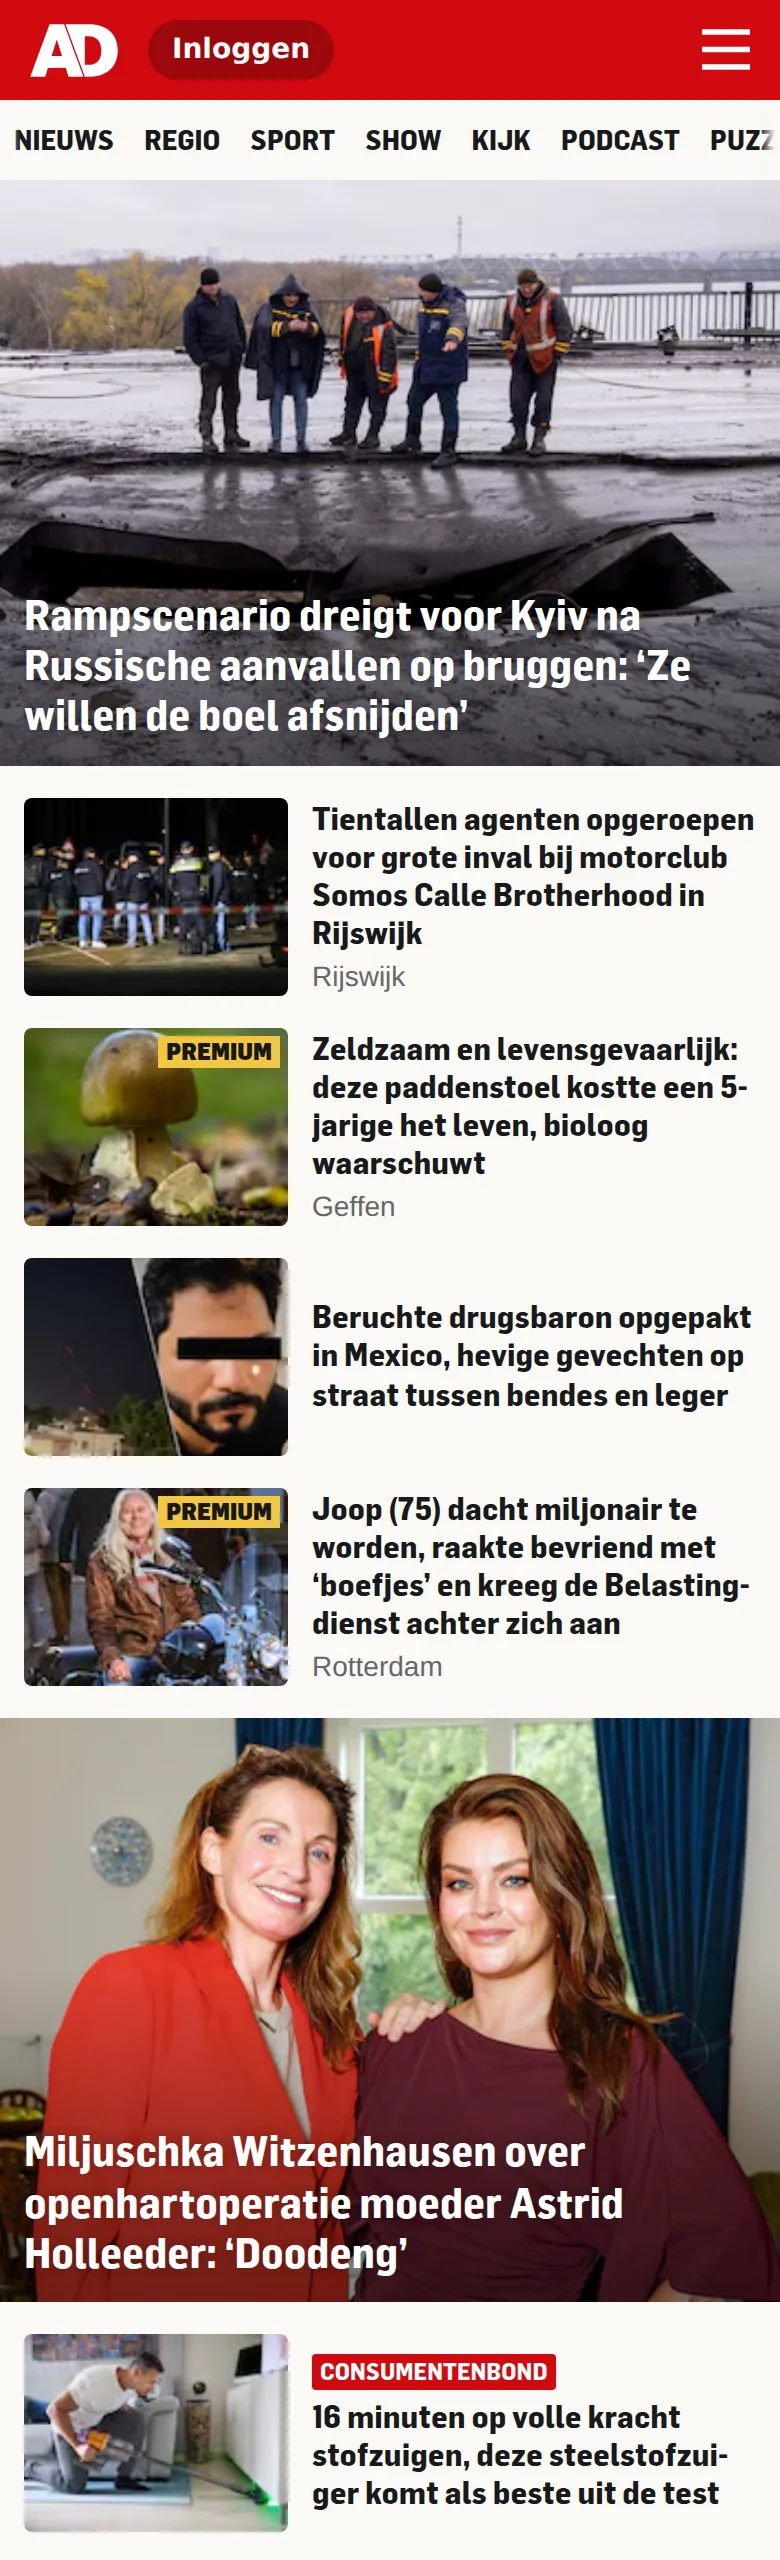 AD
Inloggen
NIEUWS REGIO SPORT SHOW KIJK PODCAST PUZZ
Rampscenario dreigt voor Kyiv na
Russische aanvallen op bruggen: ‘Ze
willen de boel afsnijden’
Tientallen agenten opgeroepen
voor grote inval bij motorclub
Somos Calle Brotherhood in
Rijswijk
Rijswijk
PREMIUM
Zeldzaam en levensgevaarlijk:
deze paddenstoel kostte een 5-
jarige het leven, bioloog
waarschuwt
Geffen
Beruchte drugsbaron opgepakt
in Mexico, hevige gevechten op
straat tussen bendes en leger
PREMIUM
Joop (75) dacht miljonair te
worden, raakte bevriend met
‘boefjes’ en kreeg de Belasting-
dienst achter zich aan
Rotterdam
Miljuschka Witzenhausen over
openhartoperatie moeder Astrid
Holleeder: ‘Doodeng’
CONSUMENTENBOND
16 minuten op volle kracht
stofzuigen, deze steelstofzui-
ger komt als beste uit de test